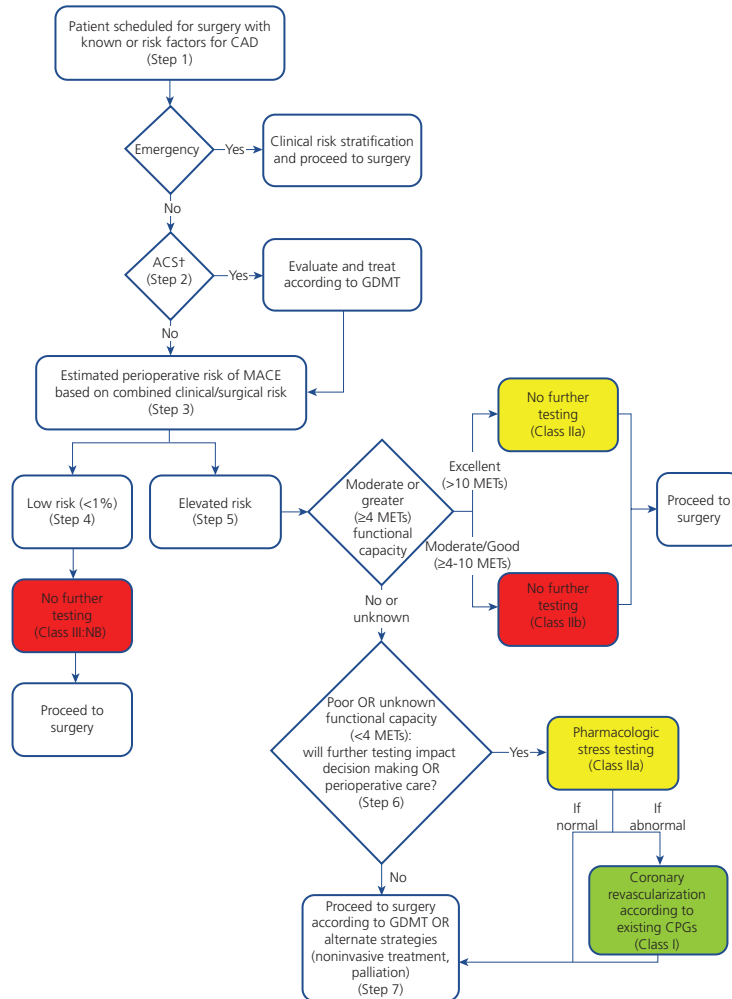 Patient scheduled for surgery with
known or risk factors for CAD
(Step 1)
Emergency
Yes
Clinical risk stratification
and proceed to surgery
No
ACS†
(Step 2)
Yes
Evaluate and treat
according to GDMT
No
Estimated perioperative risk of MACE
based on combined clinical/surgical risk
(Step 3)
Low risk (<1%)
(Step 4)
Elevated risk
(Step 5)
Moderate or
greater
(≥4 METs)
functional
capacity
Excellent
(>10 METs)
No further
testing
(Class IIa)
Moderate/Good
(≥4-10 METs)
No further
testing
(Class IIb)
Proceed to
surgery
No further
testing
(Class III:NB)
Proceed to
surgery
No or
unknown
Poor OR unknown
functional capacity
(<4 METs):
will further testing impact
decision making OR
perioperative care?
(Step 6)
Yes
Pharmacologic
stress testing
(Class IIa)
If
normal
If
abnormal
Coronary
revascularization
according to
existing CPGs
(Class I)
No
Proceed to surgery
according to GDMT OR
alternate strategies
(noninvasive treatment,
palliation)
(Step 7)